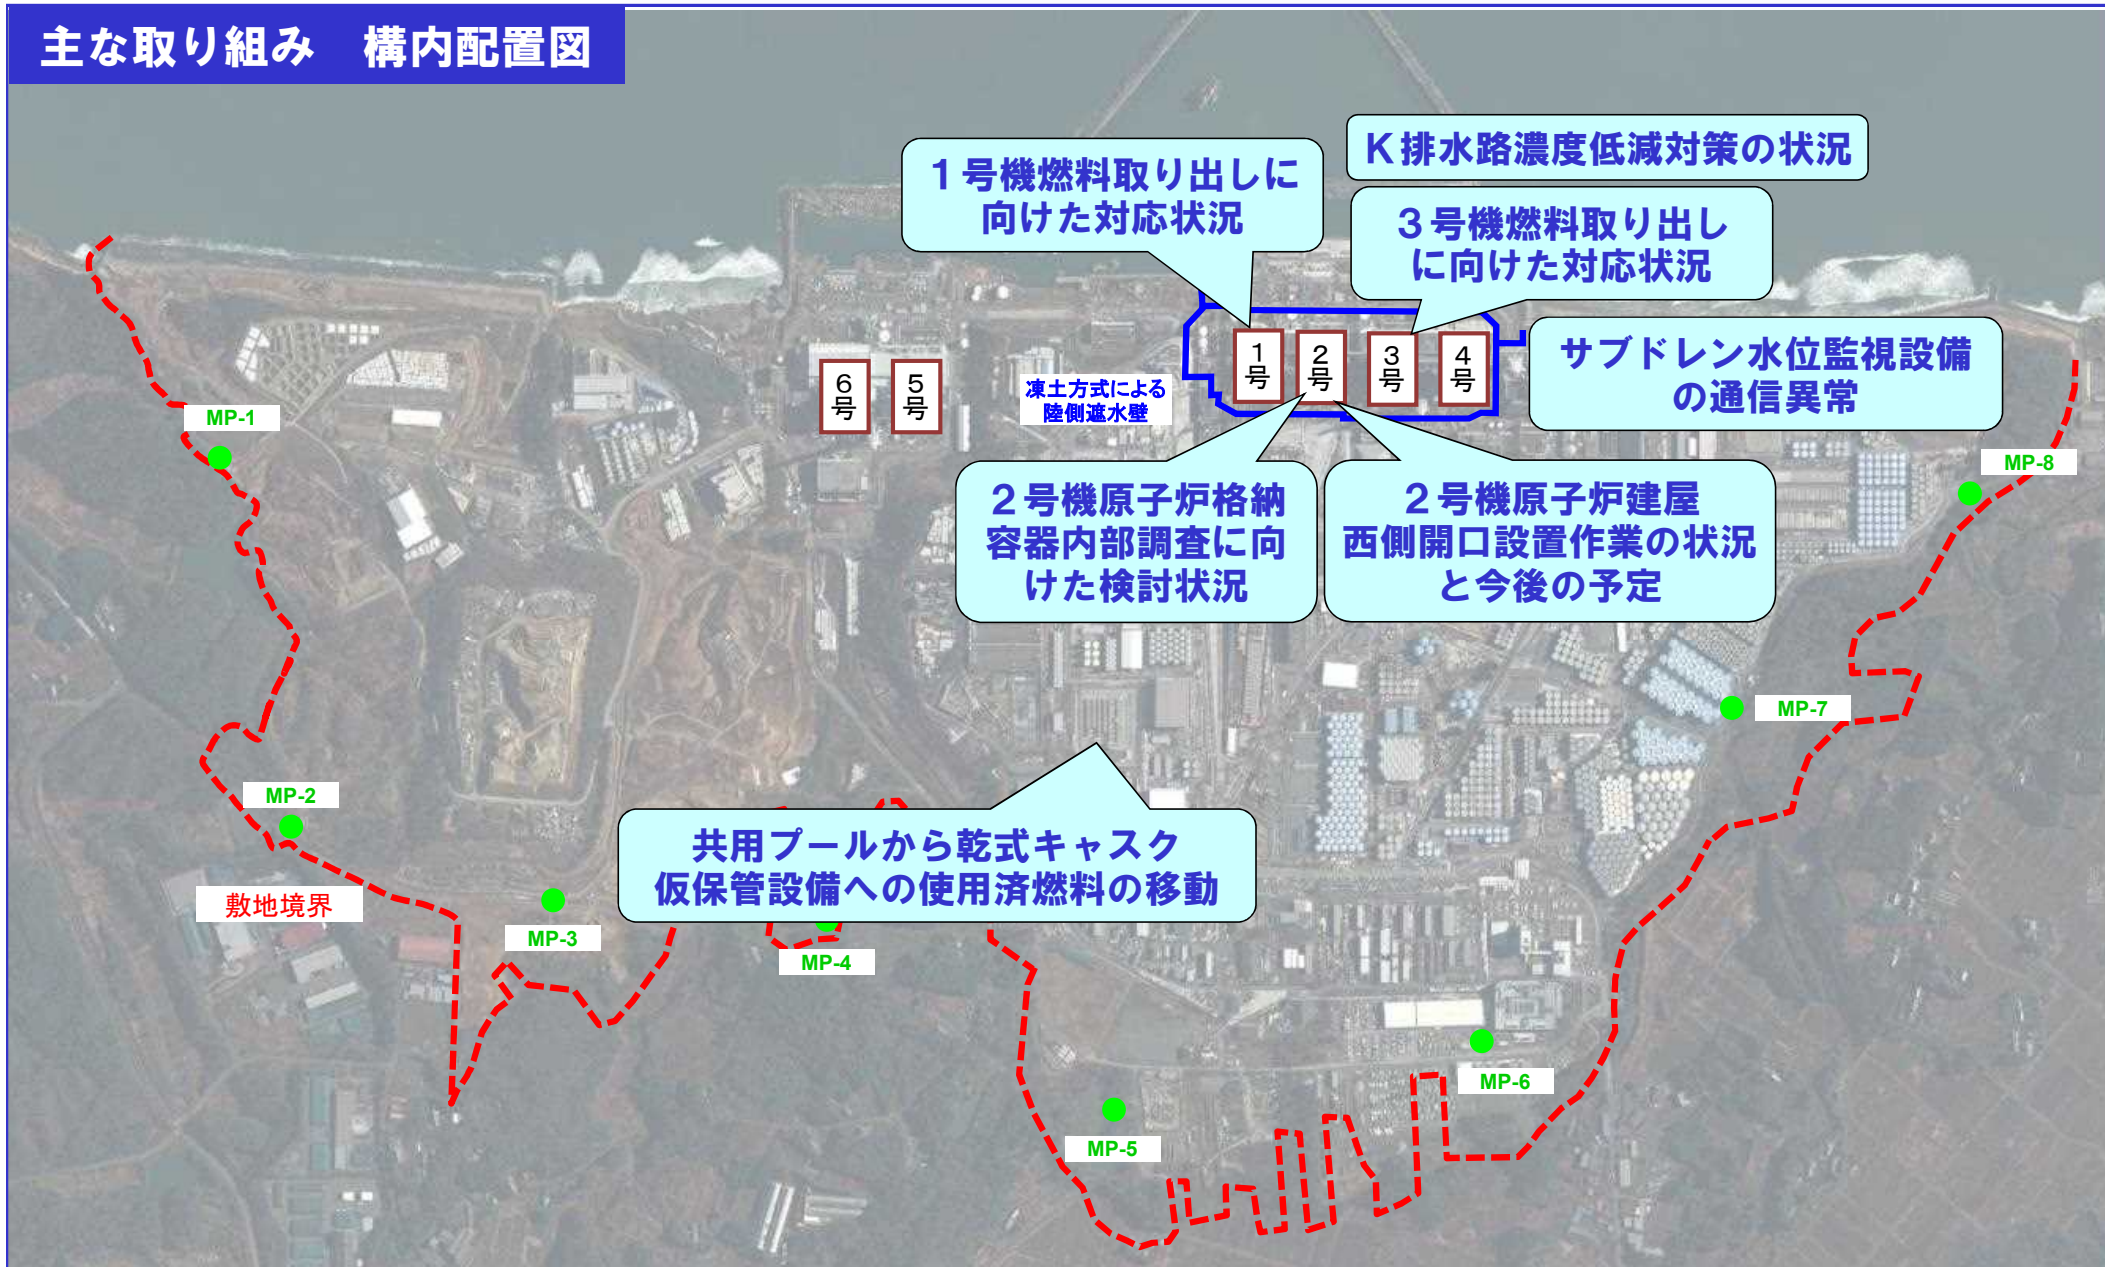 主な取り組み　構内配置図
K排水路濃度低減対策の状況
１号機燃料取り出しに
向けた対応状況
３号機燃料取り出し
に向けた対応状況
サブドレン水位監視設備
の通信異常
6号
5号
凍土方式による
陸側遮水壁
1号
2号
3号
4号
MP-1
MP-8
２号機原子炉格納
容器内部調査に向
けた検討状況
２号機原子炉建屋
西側開口設置作業の状況
と今後の予定
MP-7
MP-2
共用プールから乾式キャスク
仮保管設備への使用済燃料の移動
敷地境界
MP-3
MP-4
MP-6
MP-5